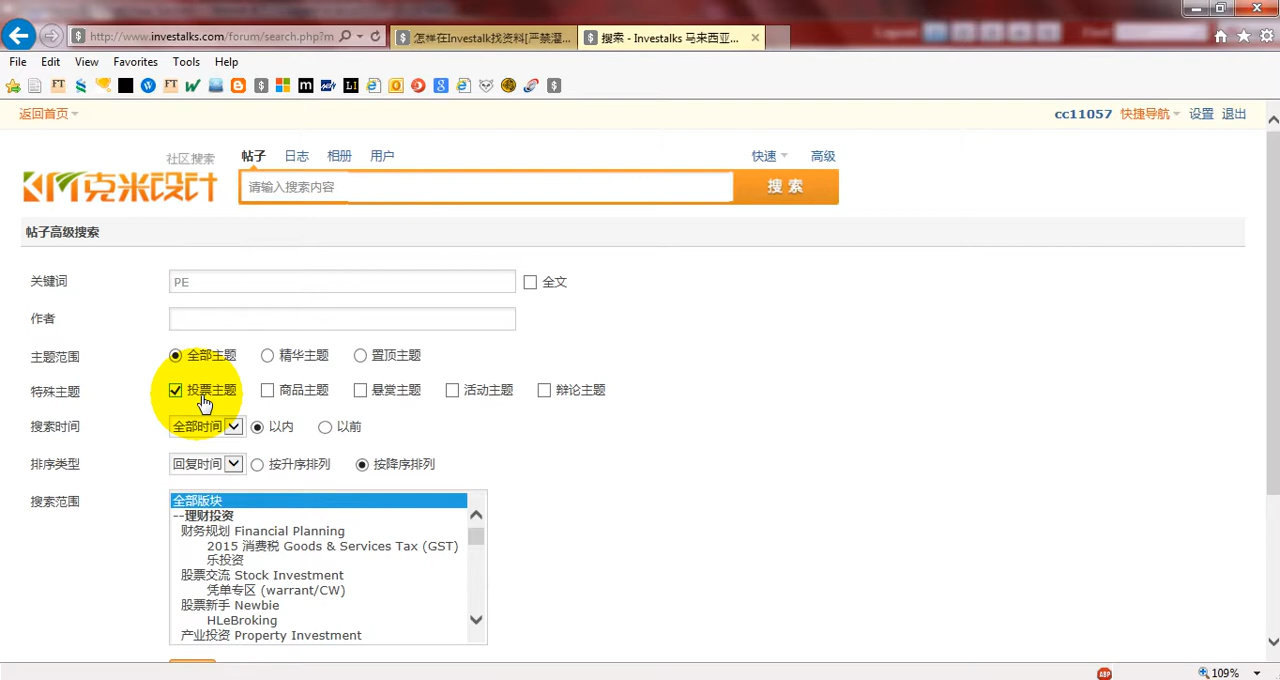 http://www.investalks.com/forum/search.php?m
怎样在Investalk找资料[严禁灌...
搜索 - Investalks 马来西亚...
File Edit View Favorites Tools Help
返回首页
cc11057 快捷导航 设置 退出
社区搜索 帖子 日志 相册 用户 快速 高级
克米设计
请输入搜索内容
搜 索
帖子高级搜索
关键词 PE 全文
作者
主题范围 全部主题 精华主题 置顶主题
特殊主题 投票主题 商品主题 悬赏主题 活动主题 辩论主题
搜索时间 全部时间 以内 以前
排序类型 回复时间 按升序排列 按降序排列
搜索范围 全部版块
--理财投资
财务规划 Financial Planning
2015 消费税 Goods & Services Tax (GST)
乐投资
股票交流 Stock Investment
凭单专区 (warrant/CW)
股票新手 Newbie
HLeBroking
产业投资 Property Investment
109%